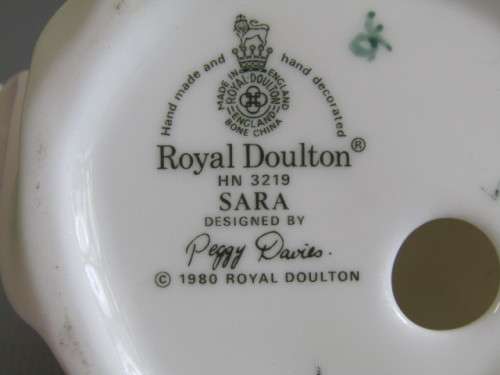 Hand made and hand decorated
MADE IN ENGLAND
ROYAL DOULTON
ENGLAND
BONE CHINA
Royal Doulton®
HN 3219
SARA
DESIGNED BY
Peggy Davies.
© 1980 ROYAL DOULTON